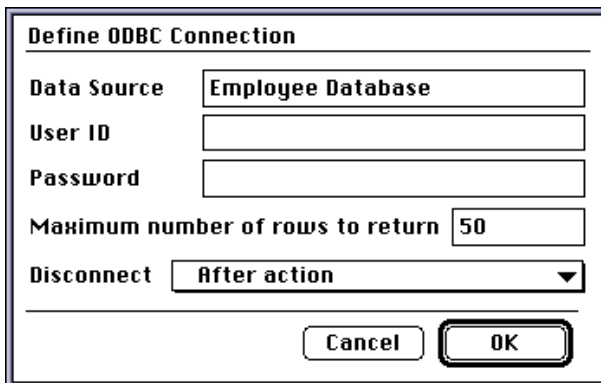 Define ODBC Connection
Data Source Employee Database
User ID
Password
Maximum number of rows to return 50
Disconnect After action
Cancel OK